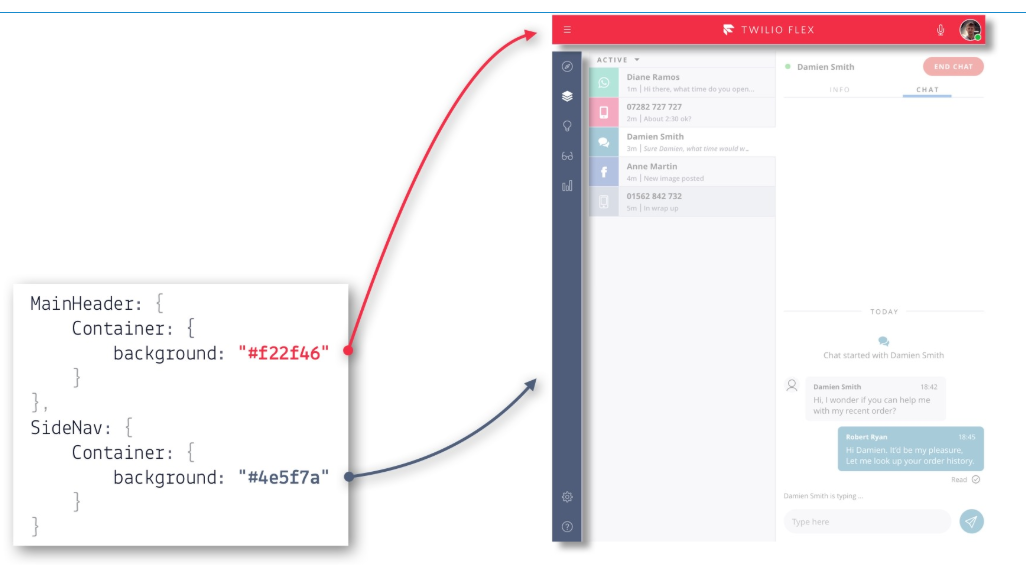 MainHeader: {
Container: {
background: "#f22f46"
}
},
SideNav: {
Container: {
background: "#4e5f7a"
}
}
TWILIO FLEX
ACTIVE
Diane Ramos
1m | Hi there, what time do you open...
07282 727 727
2m | About 2:30 ok?
Damien Smith
3m | Sure Damien, what time would w...
Anne Martin
4m | New image posted
01562 842 732
5m | In wrap up
Damien Smith
END CHAT
INFO
CHAT
TODAY
Chat started with Damien Smith
Damien Smith 18:42
Hi, I wonder if you can help me
with my recent order?
Robert Ryan 18:45
Hi Damien. It'd be my pleasure.
Let me look up your order history.
Read
Damien Smith is typing ...
Type here